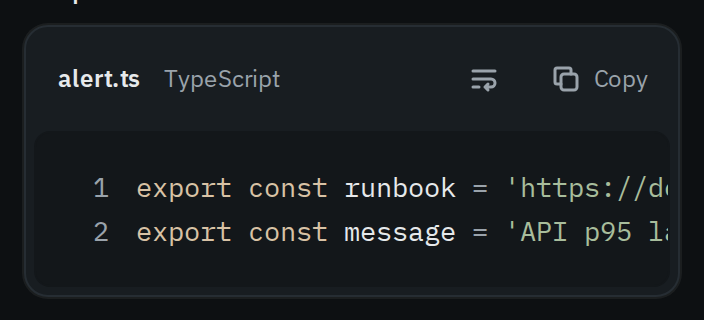 alert.ts TypeScript Copy
1 export const runbook = 'https://d
2 export const message = 'API p95 l